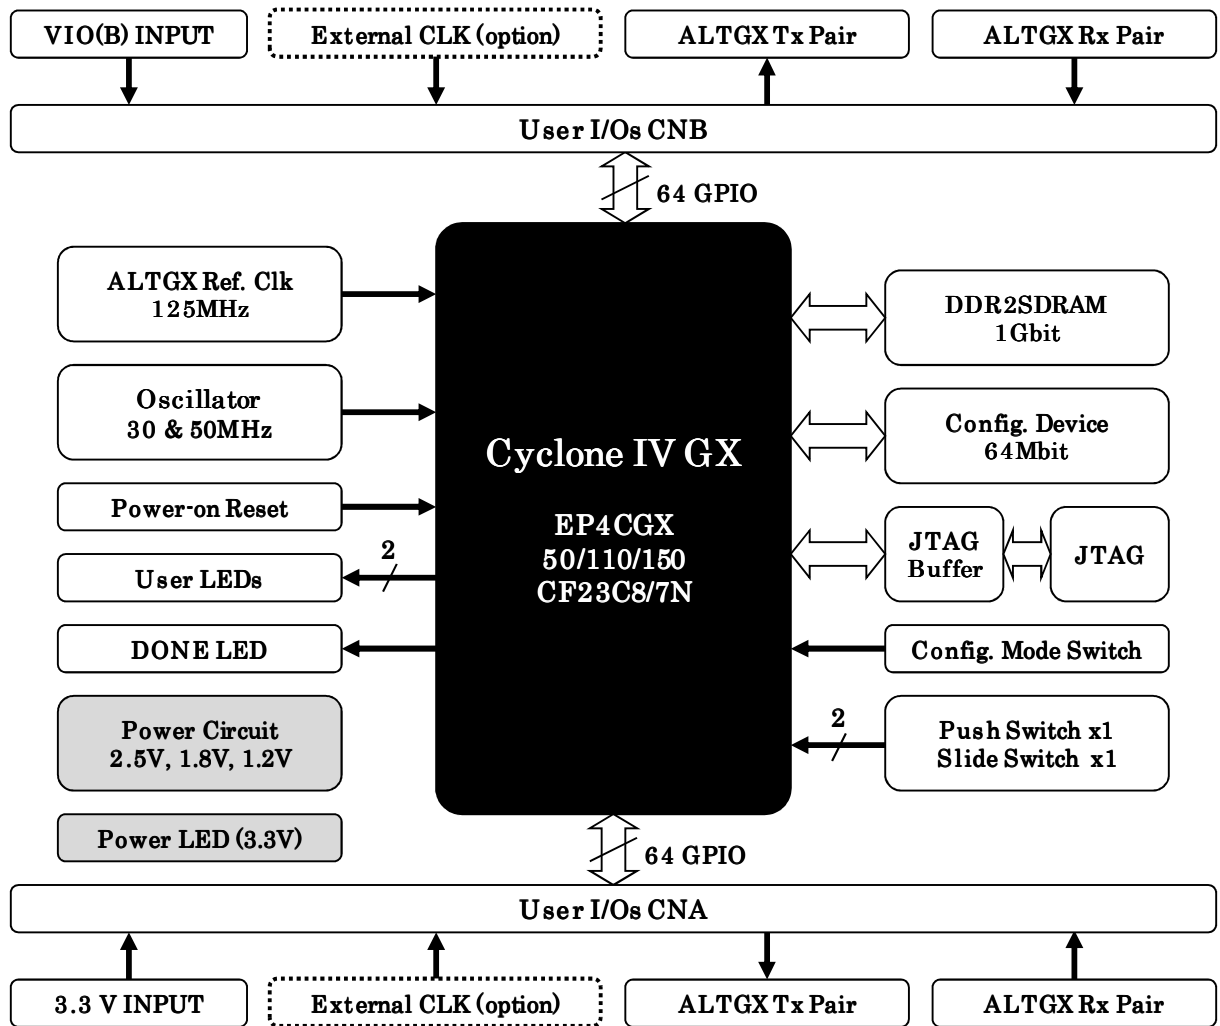 VIO(B) INPUT
External CLK (option)
ALTGX Tx Pair
ALTGX Rx Pair
User I/Os CNB
64 GPIO
ALTGX Ref. Clk
125MHz
Oscillator
30 & 50MHz
Power-on Reset
2
User LEDs
DONE LED
Power Circuit
2.5V, 1.8V, 1.2V
Power LED (3.3V)
Cyclone IV GX
EP4CGX
50/110/150
CF23C8/7N
DDR2SDRAM
1Gbit
Config. Device
64Mbit
JTAG
Buffer
JTAG
Config. Mode Switch
2
Push Switch x1
Slide Switch x1
64 GPIO
User I/Os CNA
3.3 V INPUT
External CLK (option)
ALTGX Tx Pair
ALTGX Rx Pair